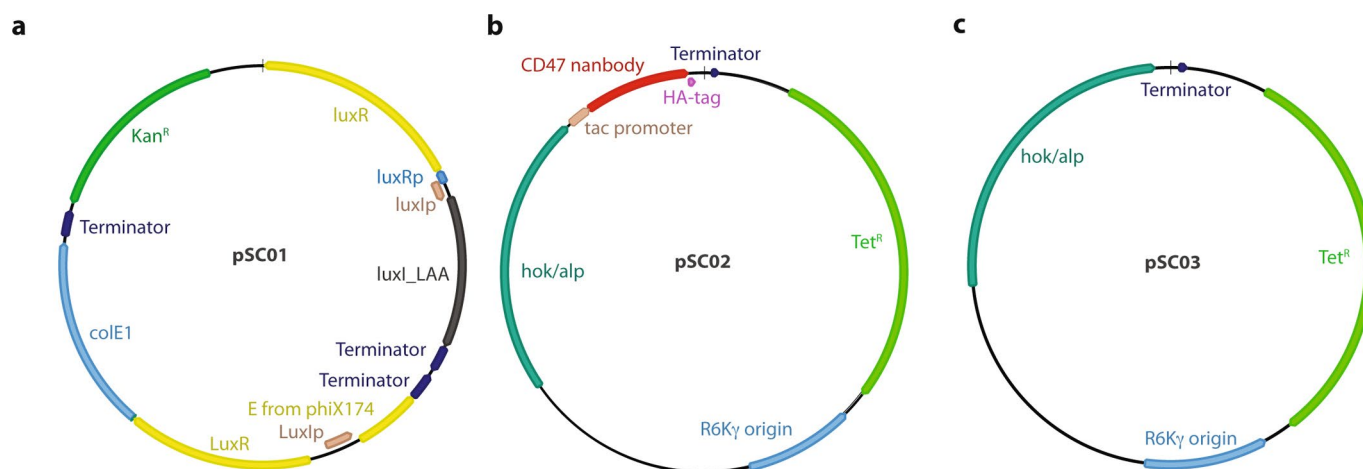 a
luxR
KanR
luxRp
luxIp
Terminator
pSC01
luxI_LAA
colE1
Terminator
Terminator
E from phiX174
LuxIp
LuxR
b
Terminator
CD47 nanbody
HA-tag
tac promoter
TetR
pSC02
hok/alp
R6Kγ origin
c
Terminator
hok/alp
TetR
pSC03
R6Kγ origin